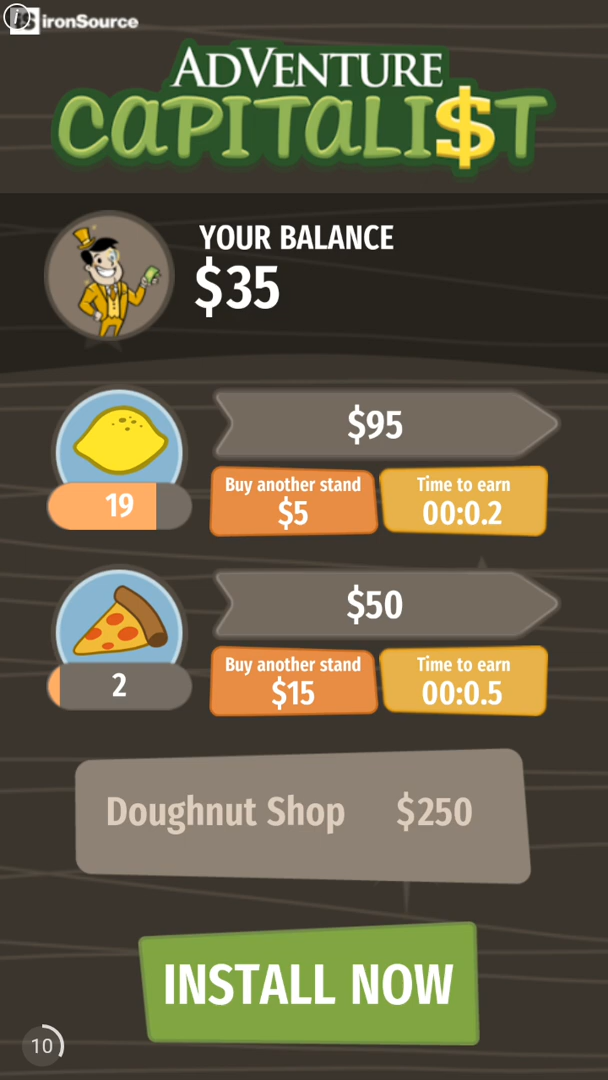 iS ironSource
ADVENTURE
CAPITALI$T
YOUR BALANCE
$35
$95
19
Buy another stand
$5
Time to earn
00:0.2
$50
2
Buy another stand
$15
Time to earn
00:0.5
Doughnut Shop $250
INSTALL NOW
10